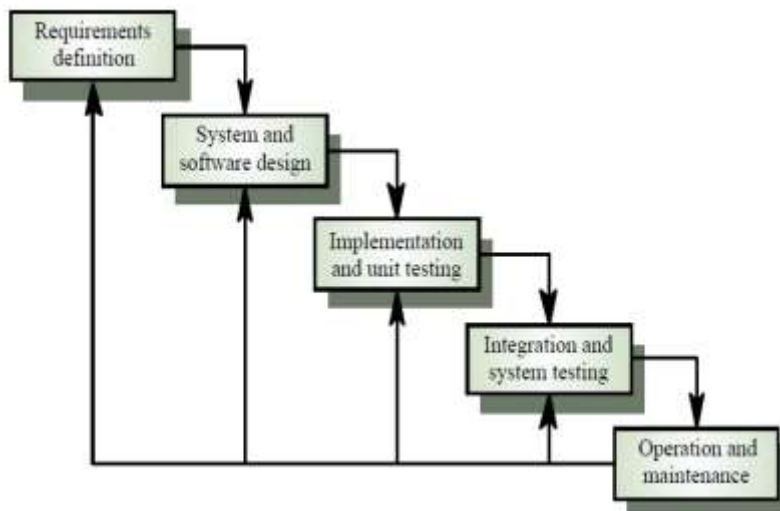 Requirements
definition
System and
software design
Implementation
and unit testing
Integration and
system testing
Operation and
maintenance